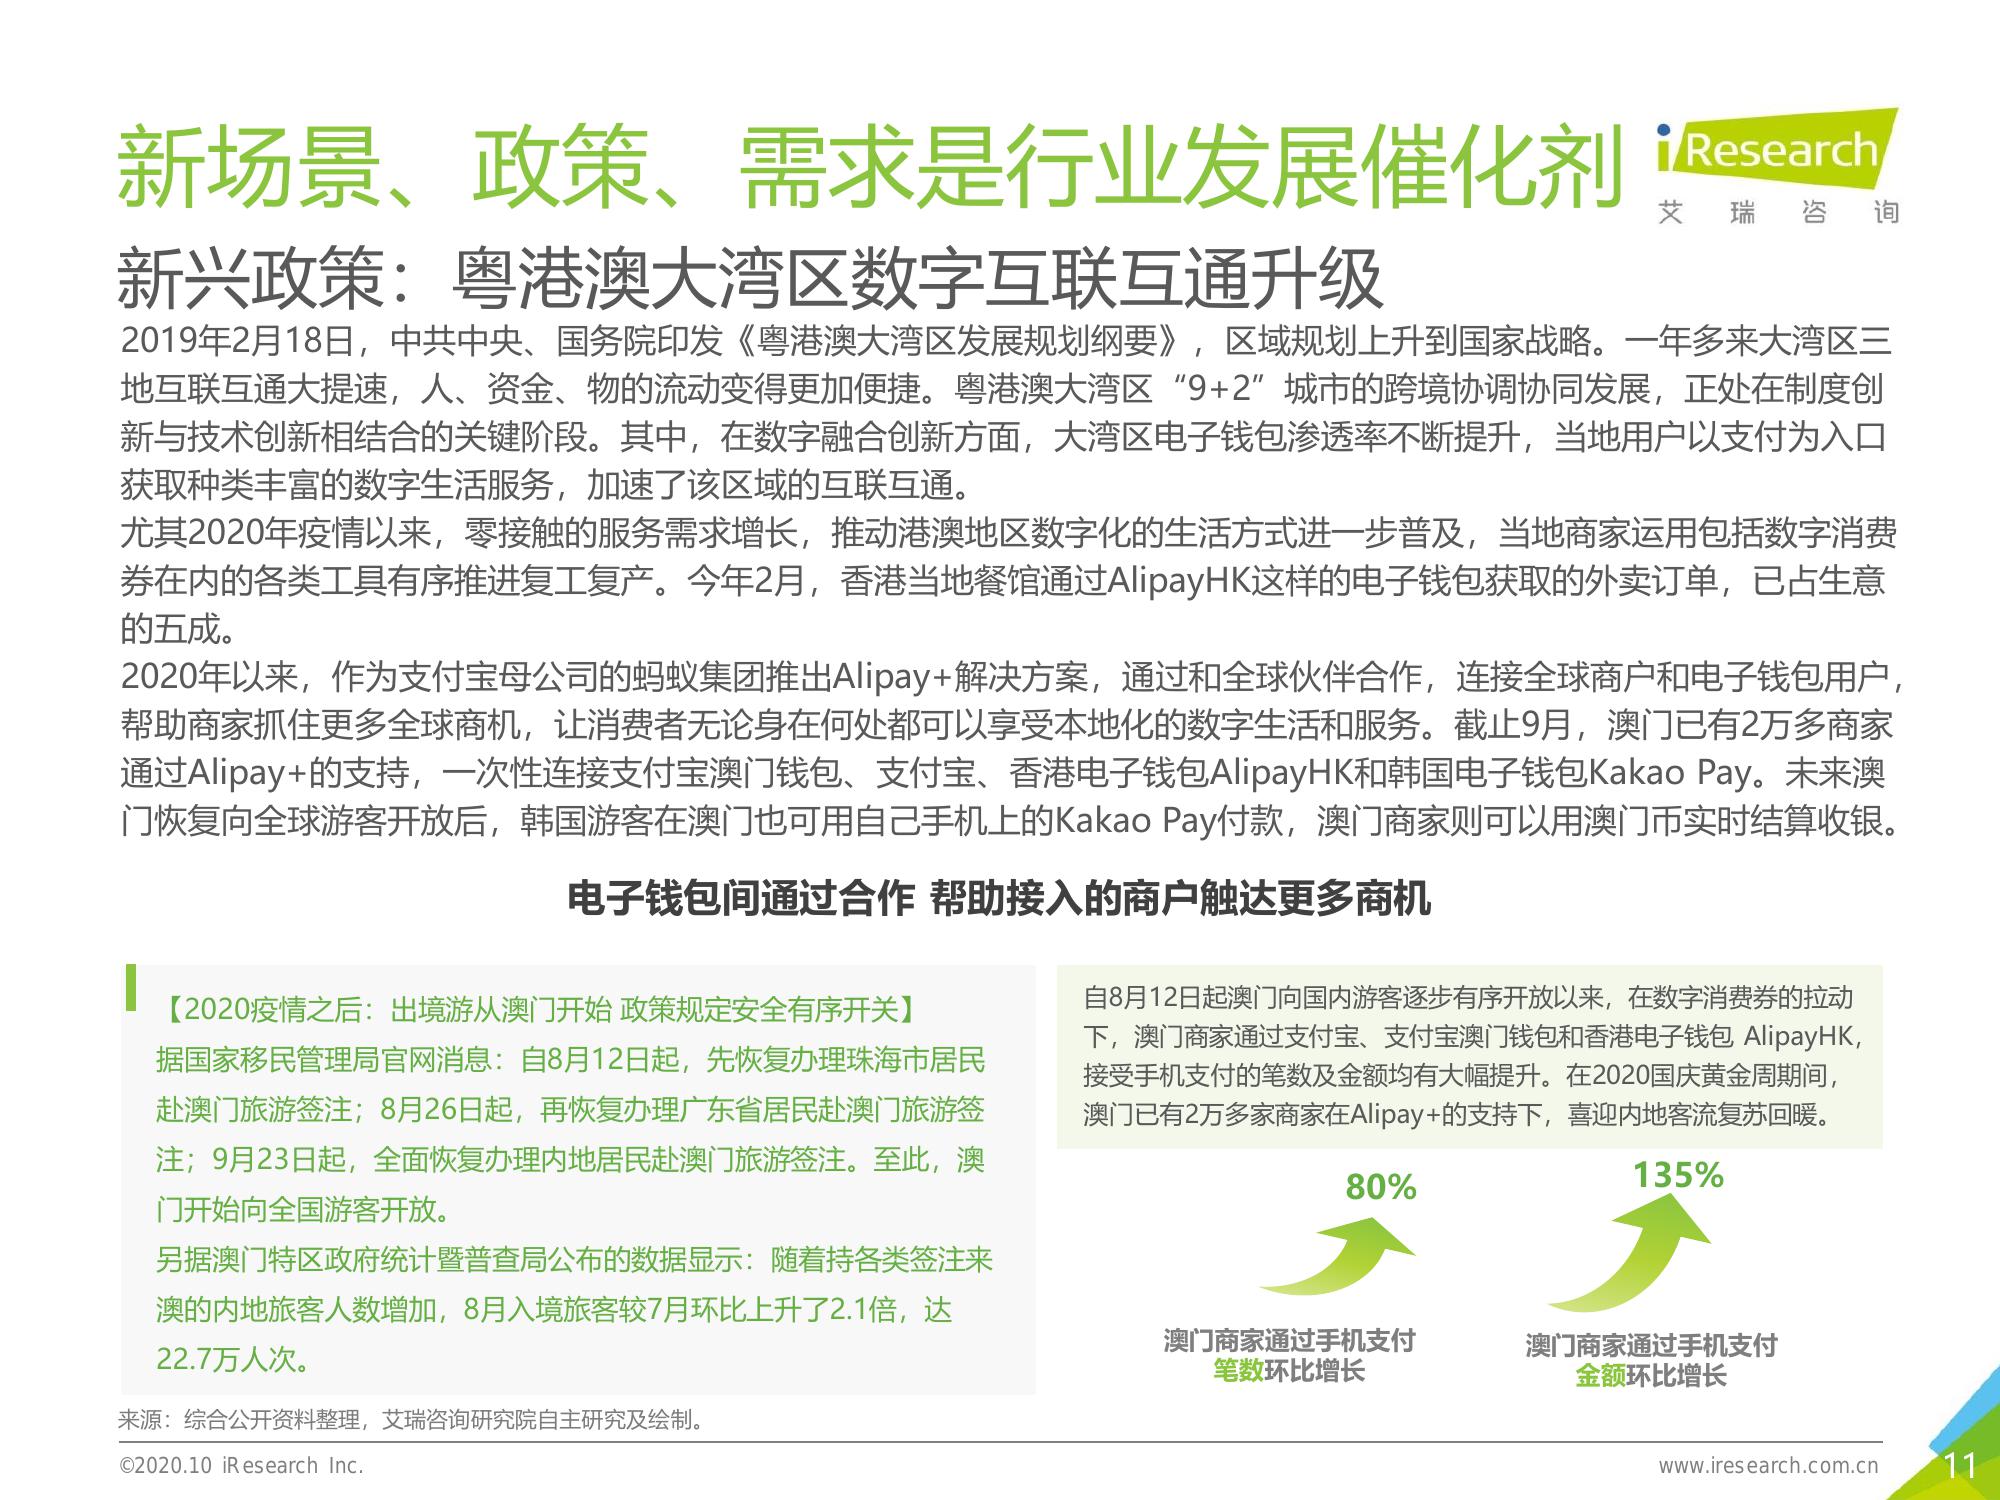 新场景、政策、需求是行业发展催化剂
iResearch
艾瑞咨询
新兴政策：粤港澳大湾区数字互联互通升级
2019年2月18日，中共中央、国务院印发《粤港澳大湾区发展规划纲要》，区域规划上升到国家战略。一年多来大湾区三
地互联互通大提速，人、资金、物的流动变得更加便捷。粤港澳大湾区“9+2”城市的跨境协调协同发展，正处在制度创
新与技术创新相结合的关键阶段。其中，在数字融合创新方面，大湾区电子钱包渗透率不断提升，当地用户以支付为入口
获取种类丰富的数字生活服务，加速了该区域的互联互通。
尤其2020年疫情以来，零接触的服务需求增长，推动港澳地区数字化的生活方式进一步普及，当地商家运用包括数字消费
券在内的各类工具有序推进复工复产。今年2月，香港当地餐馆通过AlipayHK这样的电子钱包获取的外卖订单，已占生意
的五成。
2020年以来，作为支付宝母公司的蚂蚁集团推出Alipay+解决方案，通过和全球伙伴合作，连接全球商户和电子钱包用户，
帮助商家抓住更多全球商机，让消费者无论身在何处都可以享受本地化的数字生活和服务。截止9月，澳门已有2万多商家
通过Alipay+的支持，一次性连接支付宝澳门钱包、支付宝、香港电子钱包AlipayHK和韩国电子钱包Kakao Pay。未来澳
门恢复向全球游客开放后，韩国游客在澳门也可用自己手机上的Kakao Pay付款，澳门商家则可以用澳门币实时结算收银。
电子钱包间通过合作 帮助接入的商户触达更多商机
【2020疫情之后：出境游从澳门开始 政策规定安全有序开关】
据国家移民管理局官网消息：自8月12日起，先恢复办理珠海市居民
赴澳门旅游签注；8月26日起，再恢复办理广东省居民赴澳门旅游签
注；9月23日起，全面恢复办理内地居民赴澳门旅游签注。至此，澳
门开始向全国游客开放。
另据澳门特区政府统计暨普查局公布的数据显示：随着持各类签注来
澳的内地旅客人数增加，8月入境旅客较7月环比上升了2.1倍，达
22.7万人次。
自8月12日起澳门向国内游客逐步有序开放以来，在数字消费券的拉动
下，澳门商家通过支付宝、支付宝澳门钱包和香港电子钱包 AlipayHK，
接受手机支付的笔数及金额均有大幅提升。在2020国庆黄金周期间，
澳门已有2万多家商家在Alipay+的支持下，喜迎内地客流复苏回暖。
80%
澳门商家通过手机支付
笔数环比增长
135%
澳门商家通过手机支付
金额环比增长
来源：综合公开资料整理，艾瑞咨询研究院自主研究及绘制。
©2020.10 iResearch Inc.
www.iresearch.com.cn
11